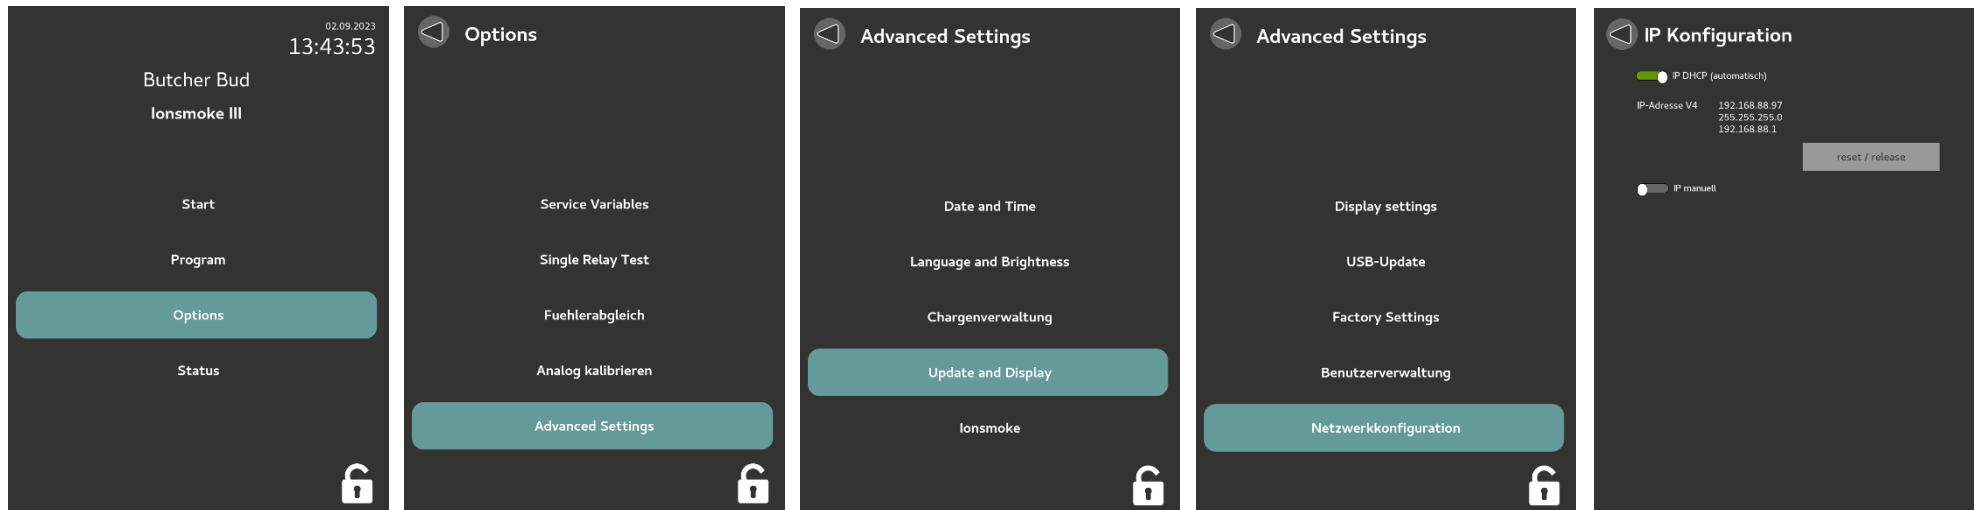 02.09.2023
13:43:53
Butcher Bud
Ionsmoke III
Start
Program
Options
Status
Options
Service Variables
Single Relay Test
Fuehlerabgleich
Analog kalibrieren
Advanced Settings
Advanced Settings
Date and Time
Language and Brightness
Chargenverwaltung
Update and Display
Ionsmoke
Advanced Settings
Display settings
USB-Update
Factory Settings
Benutzerverwaltung
Netzwerkkonfiguration
IP Konfiguration
IP DHCP (automatisch)
IP-Adresse V4 192.168.88.97
255.255.255.0
192.168.88.1
reset / release
IP manuell